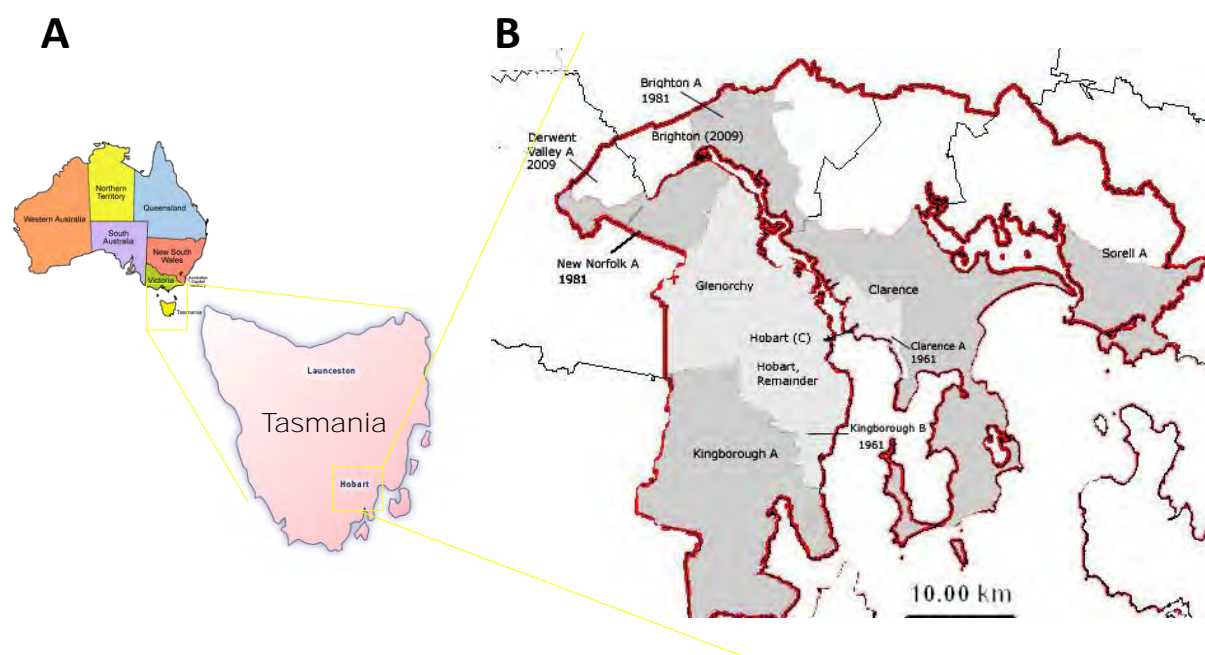 A
B
Western Australia
Northern
Territory
Queensland
South
Australia
New South
Wales
Victoria
Australian
Capital
Tasmania
Launceston
Tasmania
Hobart
Brighton A
1981
Derwent
Valley A
2009
Brighton (2009)
New Norfolk A
1981
Glenorchy
Clarence
Sorell A
Hobart (C)
Clarence A
1961
Hobart,
Remainder
Kingborough B
1961
Kingborough A
10.00 km